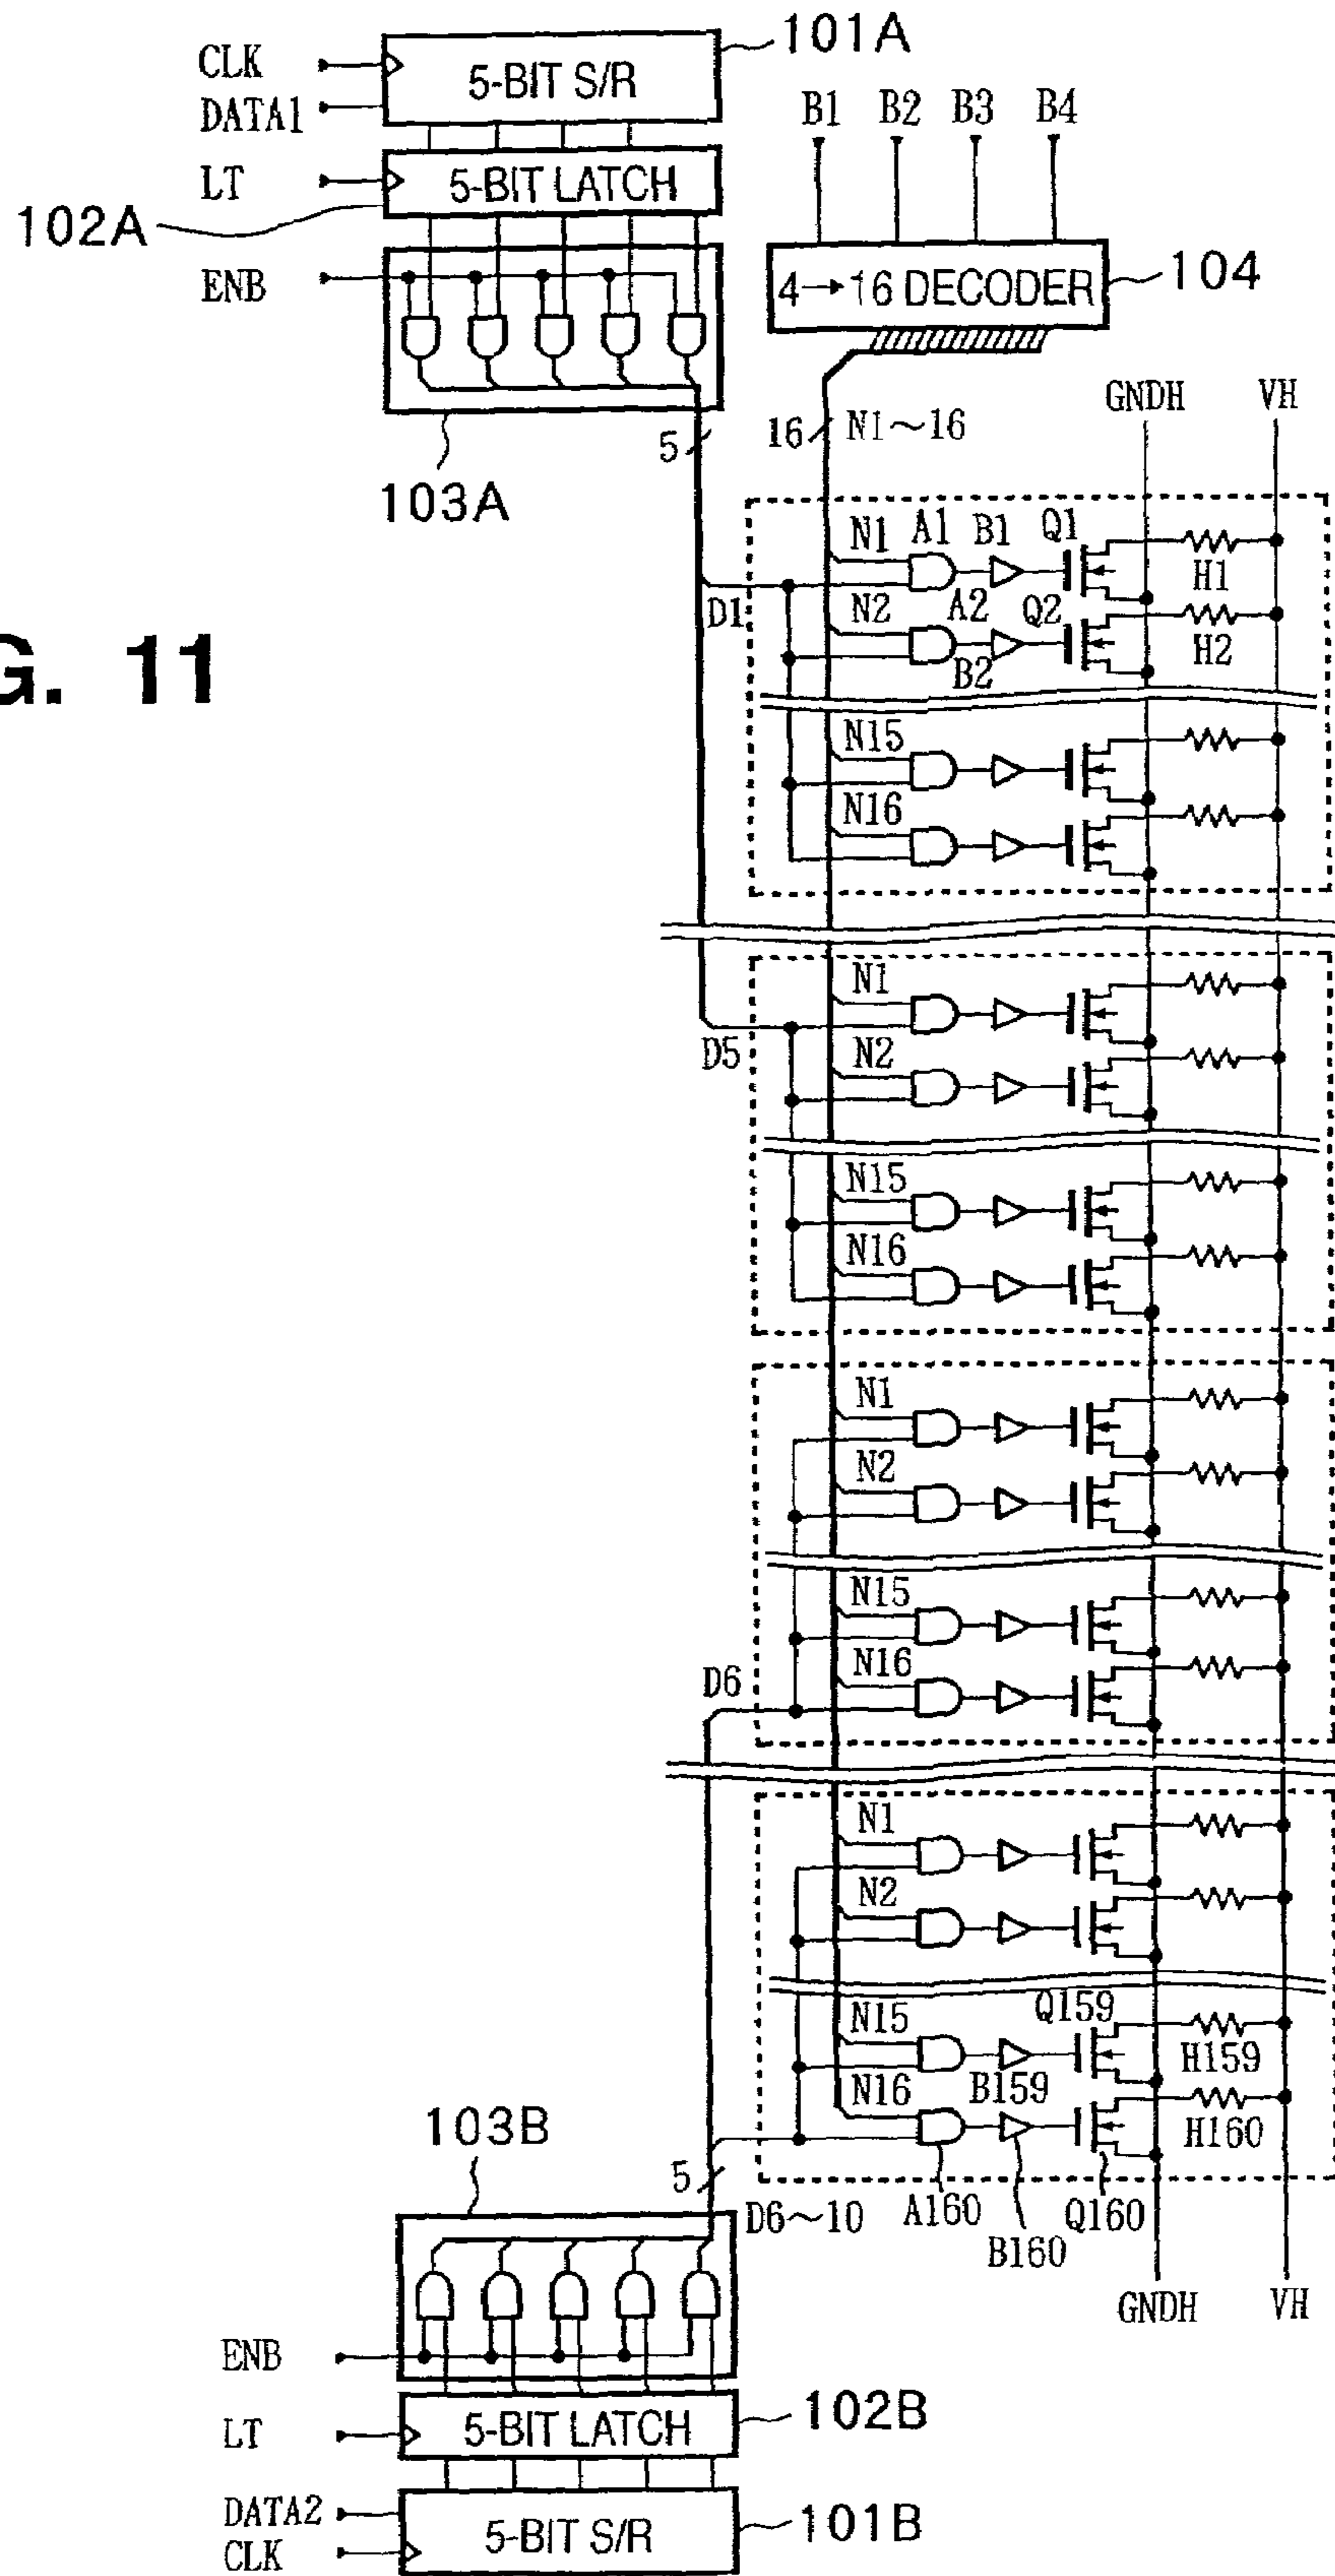 101A
CLK
5-BIT S/R
DATA1
B1 B2 B3 B4
LT
5-BIT LATCH
102A
ENB
4→16 DECODER
104
GNDH VH
5
16
N1～16
103A
G. 11
N1 A1 B1 Q1
H1
D1
N2 A2 Q2
B2
H2
N15
N16
N1
D5
N2
N15
N16
N1
N2
N15
D6
N16
N1
N2
Q159
N15
H159
N16
B159
103B
H160
5
D6～10
A160
Q160
B160
GNDH VH
ENB
102B
LT
5-BIT LATCH
DATA2
5-BIT S/R
101B
CLK